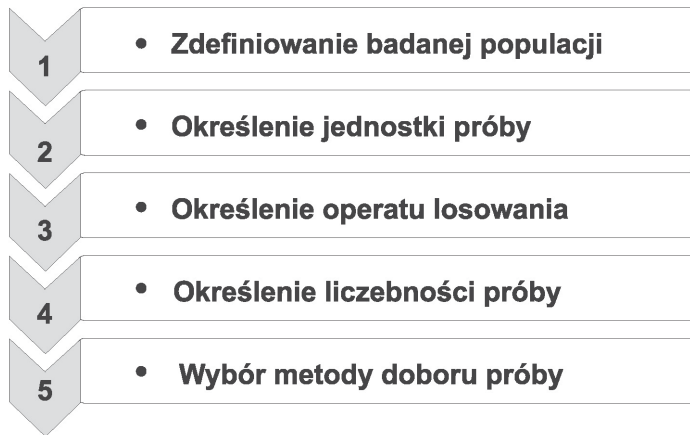 1 • Zdefiniowanie badanej populacji
2 • Określenie jednostki próby
3 • Określenie operatu losowania
4 • Określenie liczebności próby
5 • Wybór metody doboru próby